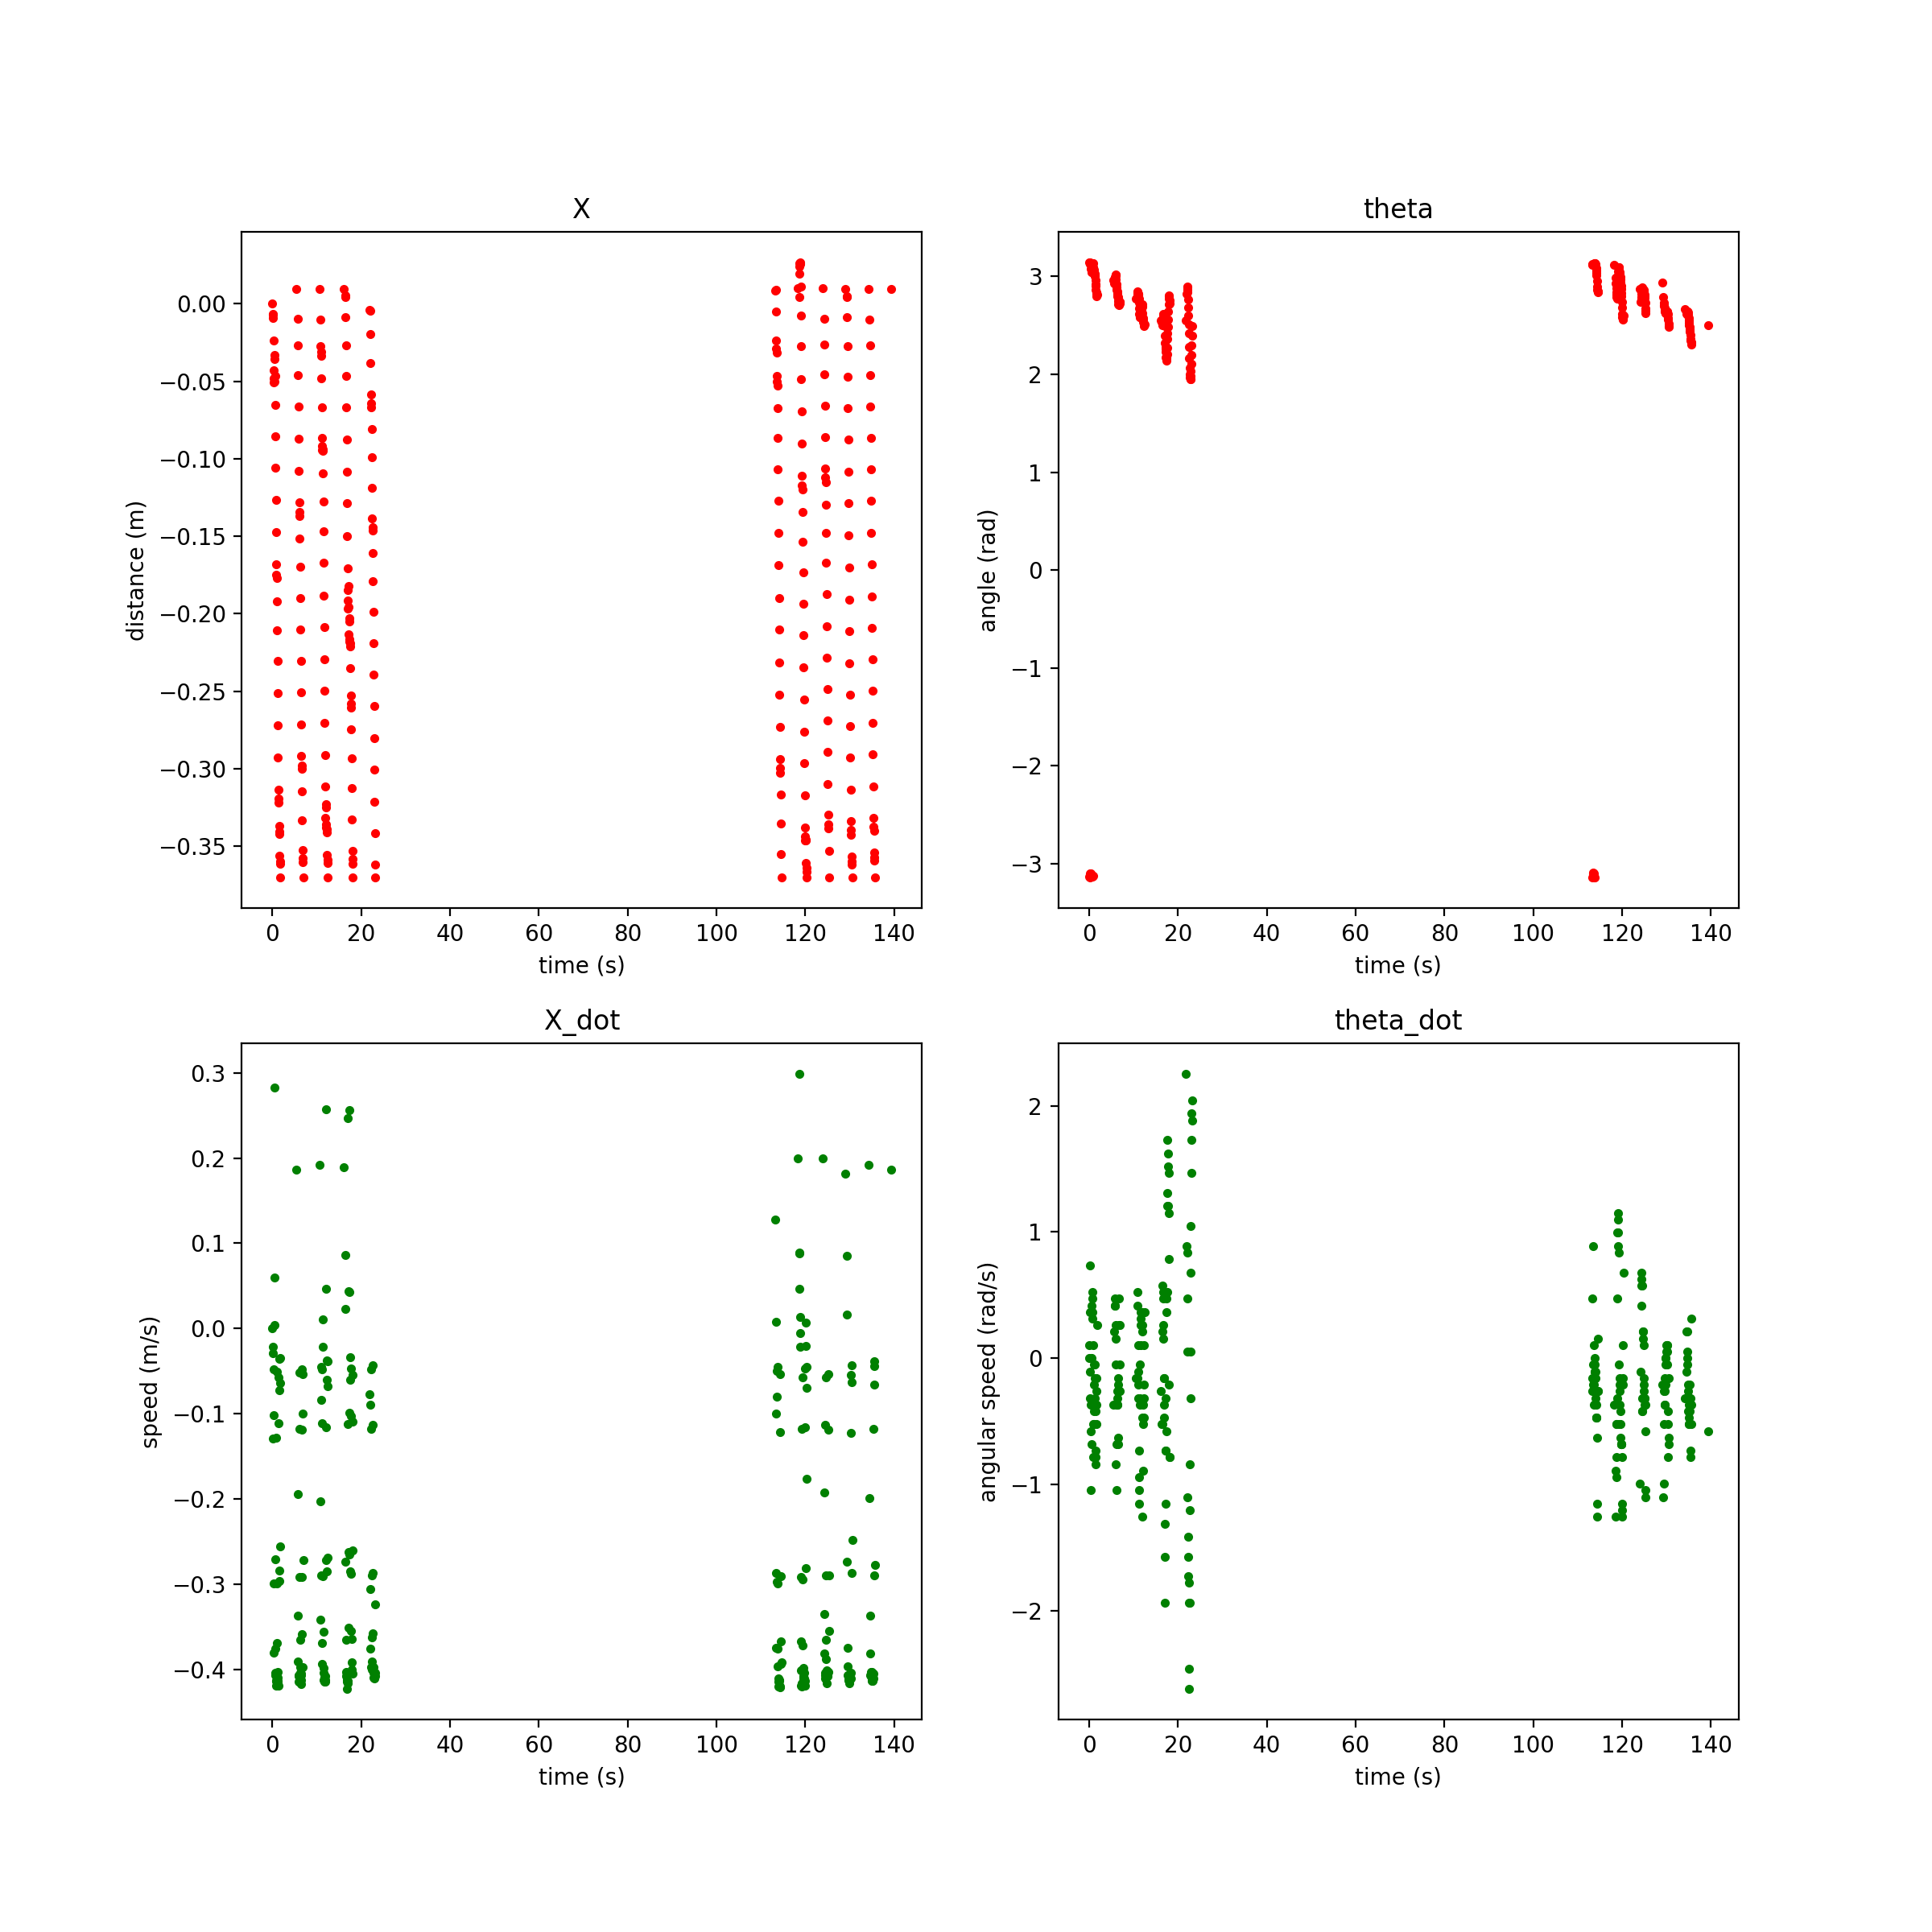 X
0.00
−0.05
−0.10
−0.15
−0.20
−0.25
−0.30
−0.35
distance (m)
0 20 40 60 80 100 120 140
time (s)
theta
3
2
1
0
−1
−2
−3
angle (rad)
0 20 40 60 80 100 120 140
time (s)
X_dot
0.3
0.2
0.1
0.0
−0.1
−0.2
−0.3
−0.4
speed (m/s)
0 20 40 60 80 100 120 140
time (s)
theta_dot
2
1
0
−1
−2
angular speed (rad/s)
0 20 40 60 80 100 120 140
time (s)